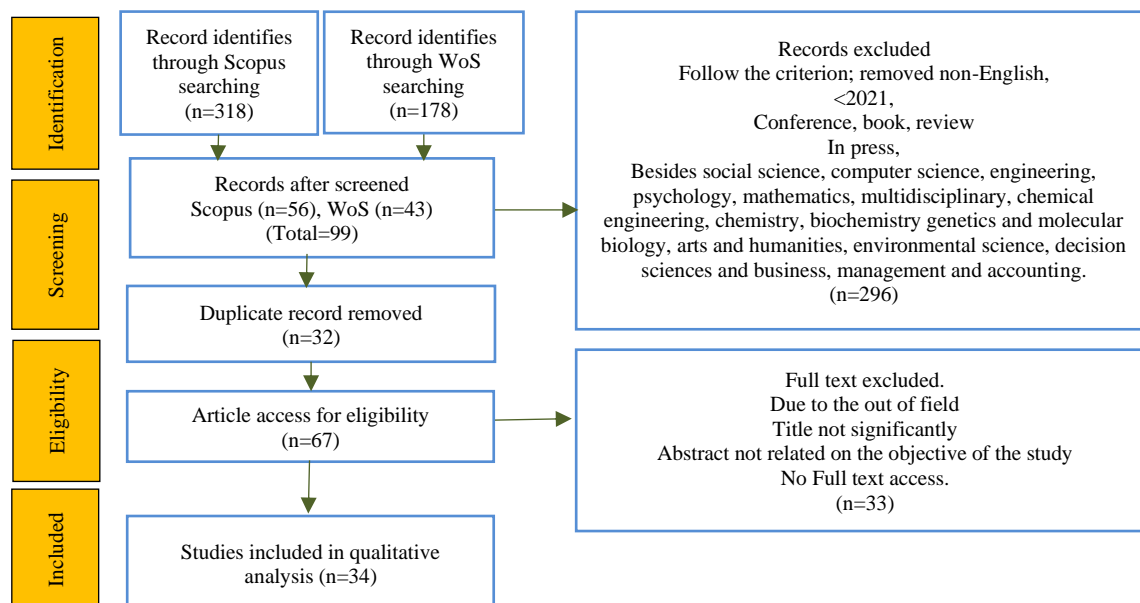 Identification
Record identifies
through Scopus
searching
(n=318)
Record identifies
through WoS
searching
(n=178)
Records excluded
Follow the criterion; removed non-English,
<2021,
Conference, book, review
In press,
Besides social science, computer science, engineering,
psychology, mathematics, multidisciplinary, chemical
engineering, chemistry, biochemistry genetics and molecular
biology, arts and humanities, environmental science, decision
sciences and business, management and accounting.
(n=296)
Screening
Records after screened
Scopus (n=56), WoS (n=43)
(Total=99)
Duplicate record removed
(n=32)
Eligibility
Article access for eligibility
(n=67)
Full text excluded.
Due to the out of field
Title not significantly
Abstract not related on the objective of the study
No Full text access.
(n=33)
Included
Studies included in qualitative
analysis (n=34)